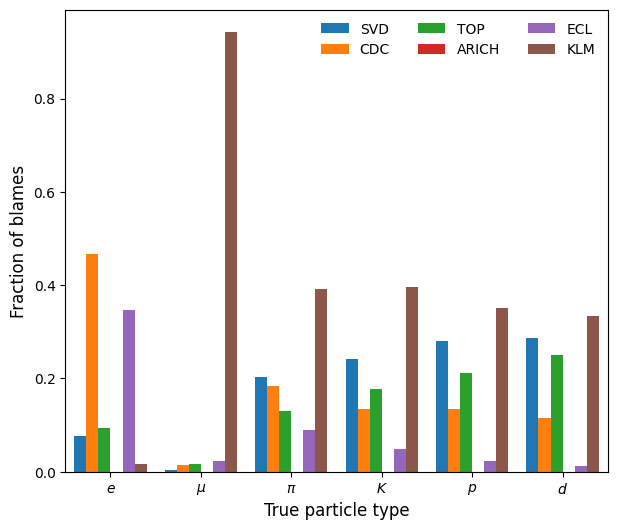 SVD TOP ECL
CDC ARICH KLM
Fraction of blames
0.8
0.6
0.4
0.2
0.0
e μ π K p d
True particle type